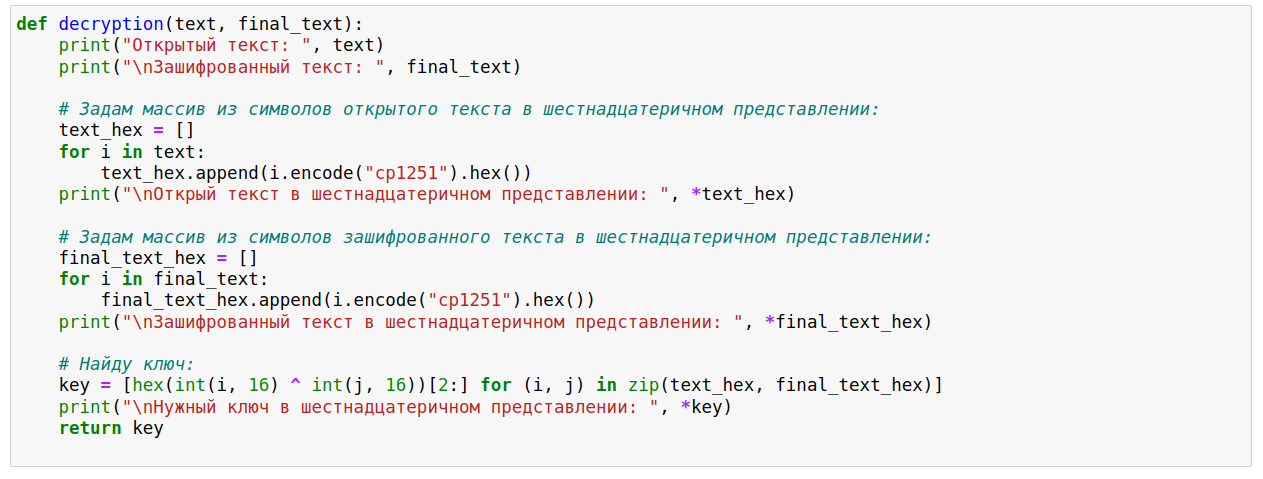 def decryption(text, final_text):
    print("Открытый текст: ", text)
    print("\nЗашифрованный текст: ", final_text)

    # Задам массив из символов открытого текста в шестнадцатеричном представлении:
    text_hex = []
    for i in text:
        text_hex.append(i.encode("cp1251").hex())
    print("\nОткрый текст в шестнадцатеричном представлении: ", *text_hex)

    # Задам массив из символов зашифрованного текста в шестнадцатеричном представлении:
    final_text_hex = []
    for i in final_text:
        final_text_hex.append(i.encode("cp1251").hex())
    print("\nЗашифрованный текст в шестнадцатеричном представлении: ", *final_text_hex)

    # Найду ключ:
    key = [hex(int(i, 16) ^ int(j, 16))[2:] for (i, j) in zip(text_hex, final_text_hex)]
    print("\nНужный ключ в шестнадцатеричном представлении: ", *key)
    return key